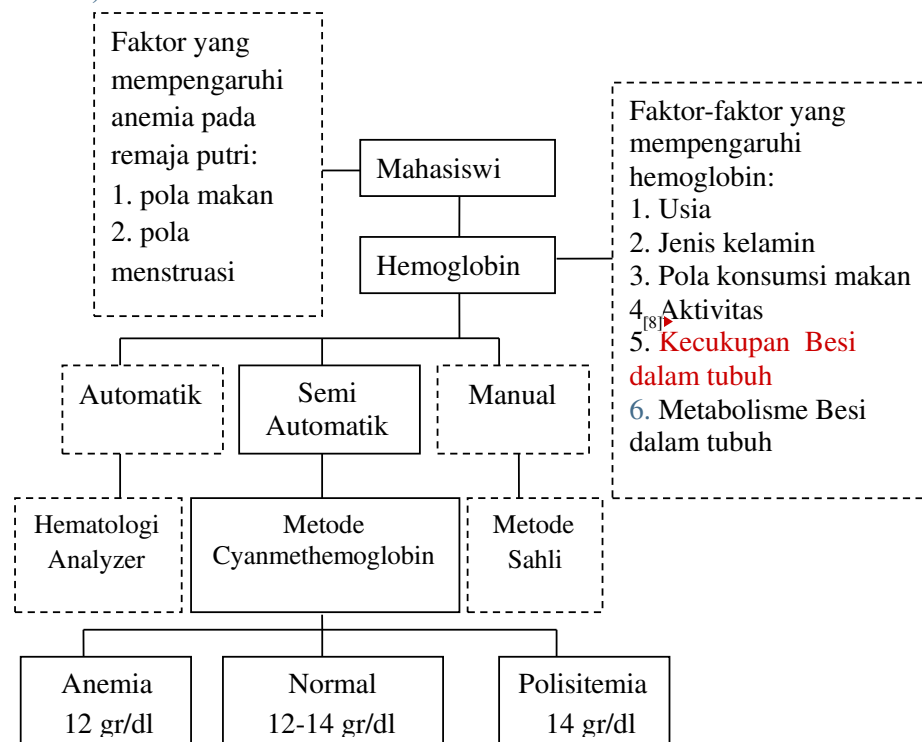 Faktor yang
mempengaruhi
anemia pada
remaja putri:
1. pola makan
2. pola
menstruasi
Mahasiswi
Hemoglobin
Faktor-faktor yang
mempengaruhi
hemoglobin:
1. Usia
2. Jenis kelamin
3. Pola konsumsi makan
4. Aktivitas
[8]
5. Kecukupan Besi
dalam tubuh
6. Metabolisme Besi
dalam tubuh
Automatik
Semi
Automatik
Manual
Hematologi
Analyzer
Metode
Cyanmethemoglobin
Metode
Sahli
Anemia
12 gr/dl
Normal
12-14 gr/dl
Polisitemia
14 gr/dl